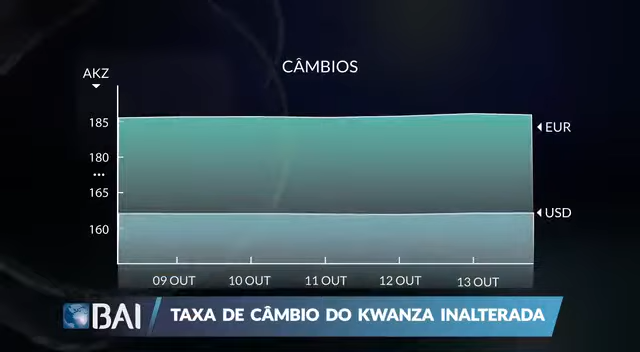 CÂMBIOS
AKZ
185
180
...
165
160
EUR
USD
09 OUT 10 OUT 11 OUT 12 OUT 13 OUT
BAI TAXA DE CÂMBIO DO KWANZA INALTERADA